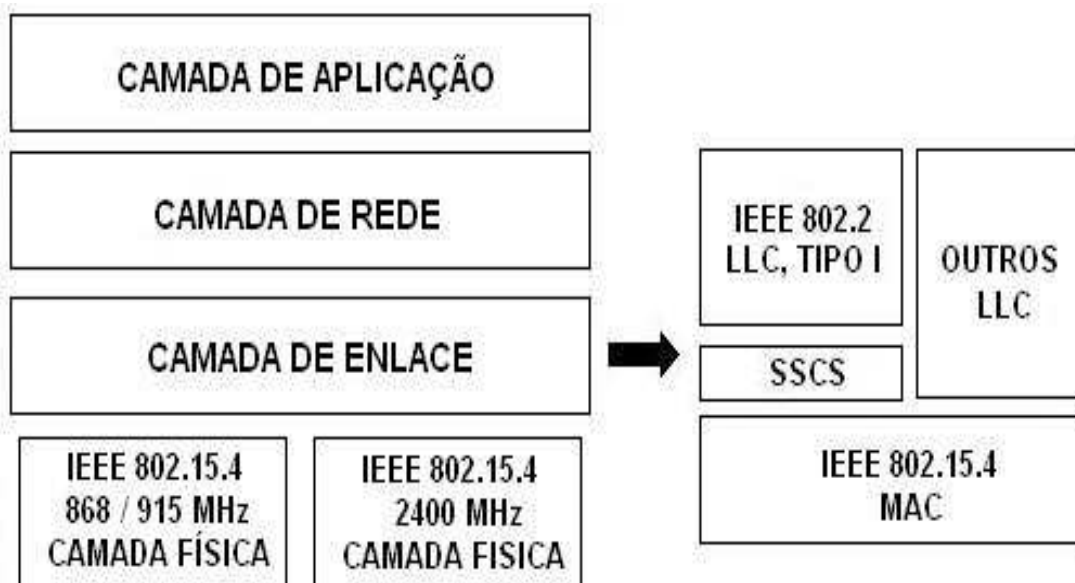 CAMADA DE APLICAÇÃO
CAMADA DE REDE
CAMADA DE ENLACE
IEEE 802.15.4
868 / 915 MHz
CAMADA FÍSICA
IEEE 802.15.4
2400 MHz
CAMADA FISICA
IEEE 802.2
LLC, TIPO I
OUTROS
LLC
SSCS
IEEE 802.15.4
MAC